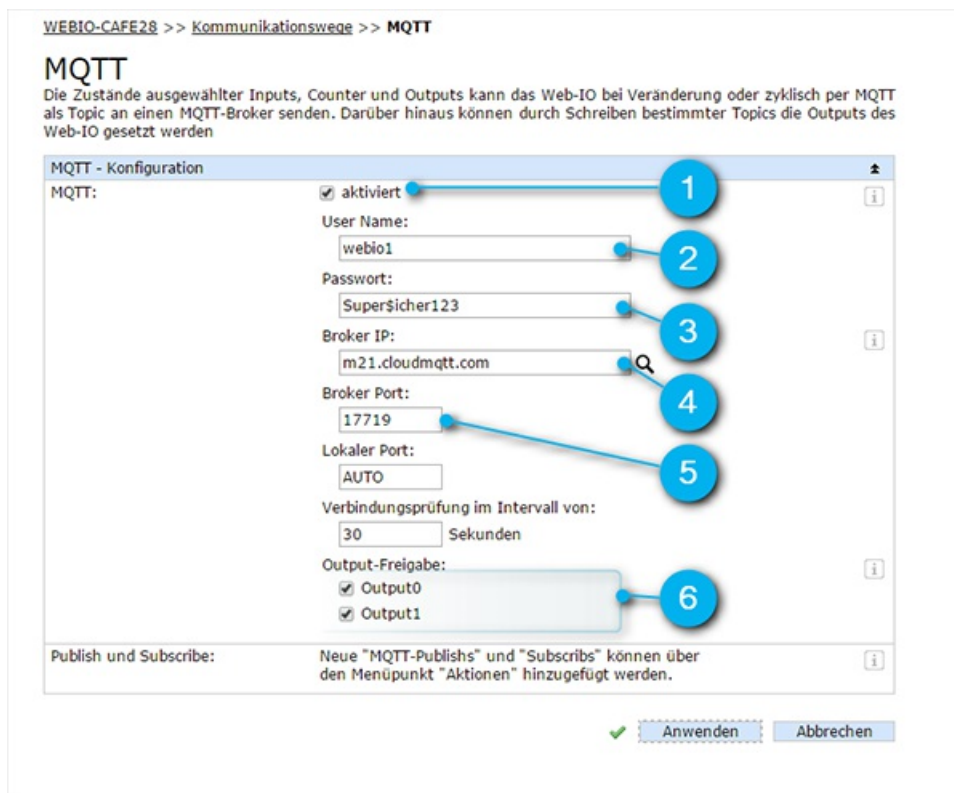 WEBIO-CAFE28 >> Kommunikationswege >> MQTT
MQTT
Die Zustände ausgewählter Inputs, Counter und Outputs kann das Web-IO bei Veränderung oder zyklisch per MQTT
als Topic an einen MQTT-Broker senden. Darüber hinaus können durch Schreiben bestimmter Topics die Outputs des
Web-IO gesetzt werden
MQTT - Konfiguration
MQTT:
aktiviert
1
User Name:
webio1
2
Passwort:
Super$icher123
3
Broker IP:
m21.cloudmqtt.com
4
Broker Port:
17719
5
Lokaler Port:
AUTO
Verbindungsprüfung im Intervall von:
30 Sekunden
Output-Freigabe:
Output0
6
Output1
Publish und Subscribe:
Neue "MQTT-Publishs" und "Subscribs" können über
den Menüpunkt "Aktionen" hinzugefügt werden.
Anwenden Abbrechen